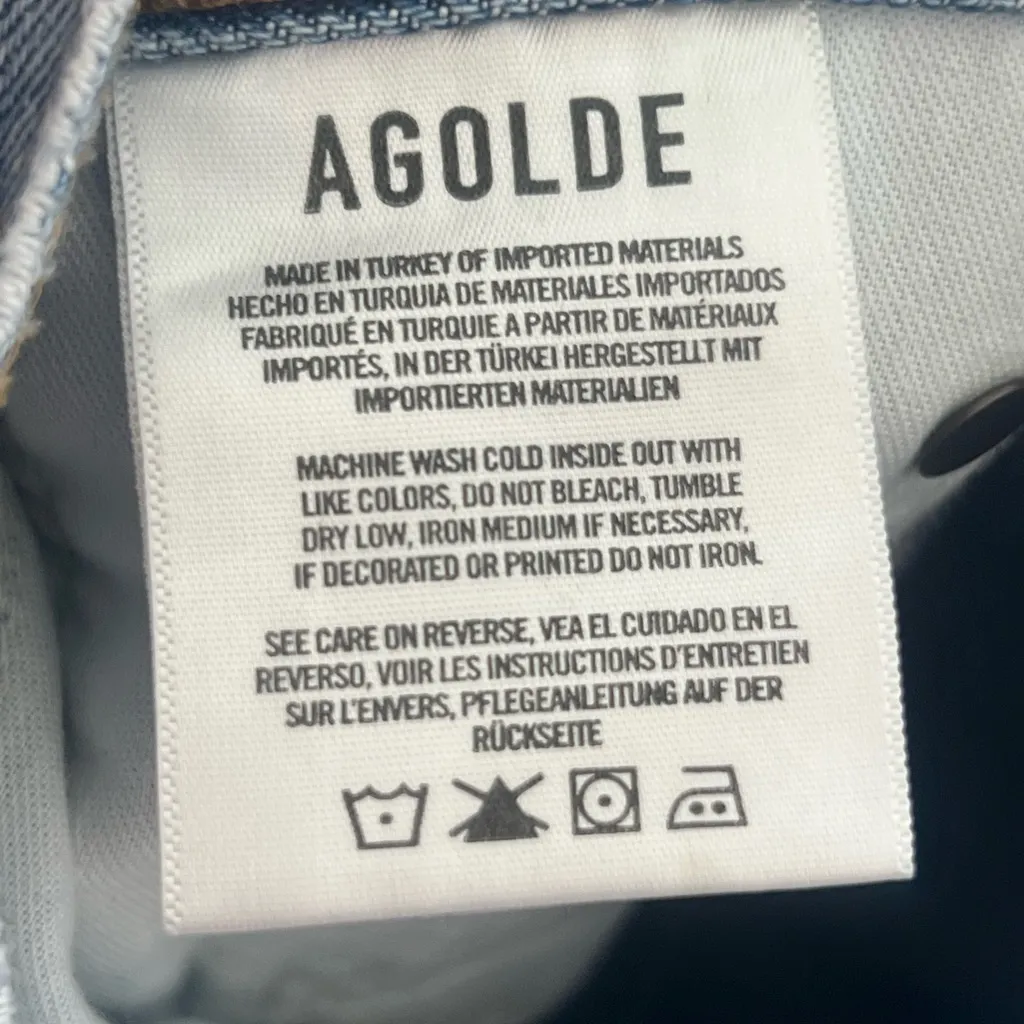 AGOLDE
MADE IN TURKEY OF IMPORTED MATERIALS
HECHO EN TURQUIA DE MATERIALES IMPORTADOS
FABRIQUÉ EN TURQUIE A PARTIR DE MATÉRIAUX
IMPORTÉS, IN DER TÜRKEI HERGESTELLT MIT
IMPORTIERTEN MATERIALIEN
MACHINE WASH COLD INSIDE OUT WITH
LIKE COLORS, DO NOT BLEACH, TUMBLE
DRY LOW, IRON MEDIUM IF NECESSARY,
IF DECORATED OR PRINTED DO NOT IRON.
SEE CARE ON REVERSE, VEA EL CUIDADO EN EL
REVERSO, VOIR LES INSTRUCTIONS D'ENTRETIEN
SUR L'ENVERS, PFLEGEANLEITUNG AUF DER
RÜCKSEITE